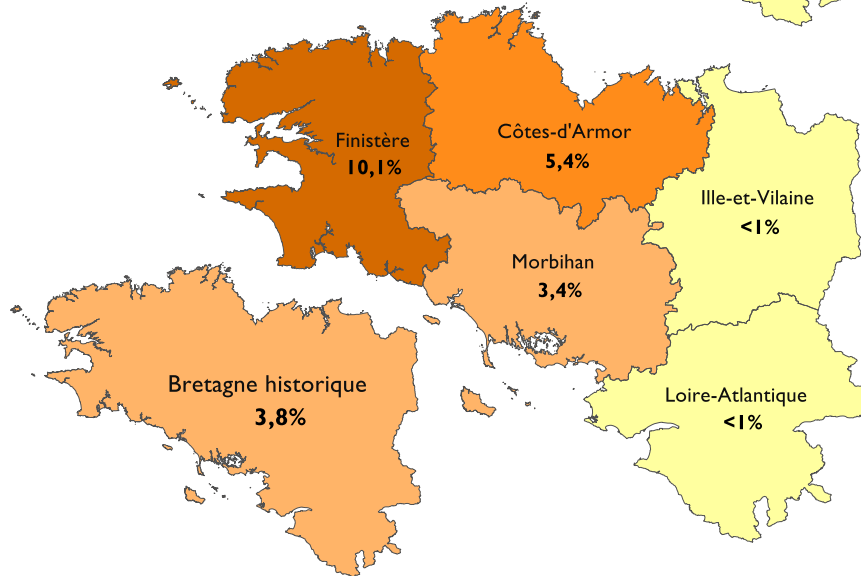 Finistère
10,1%
Côtes-d'Armor
5,4%
Ille-et-Vilaine
<1%
Morbihan
3,4%
Bretagne historique
3,8%
Loire-Atlantique
<1%